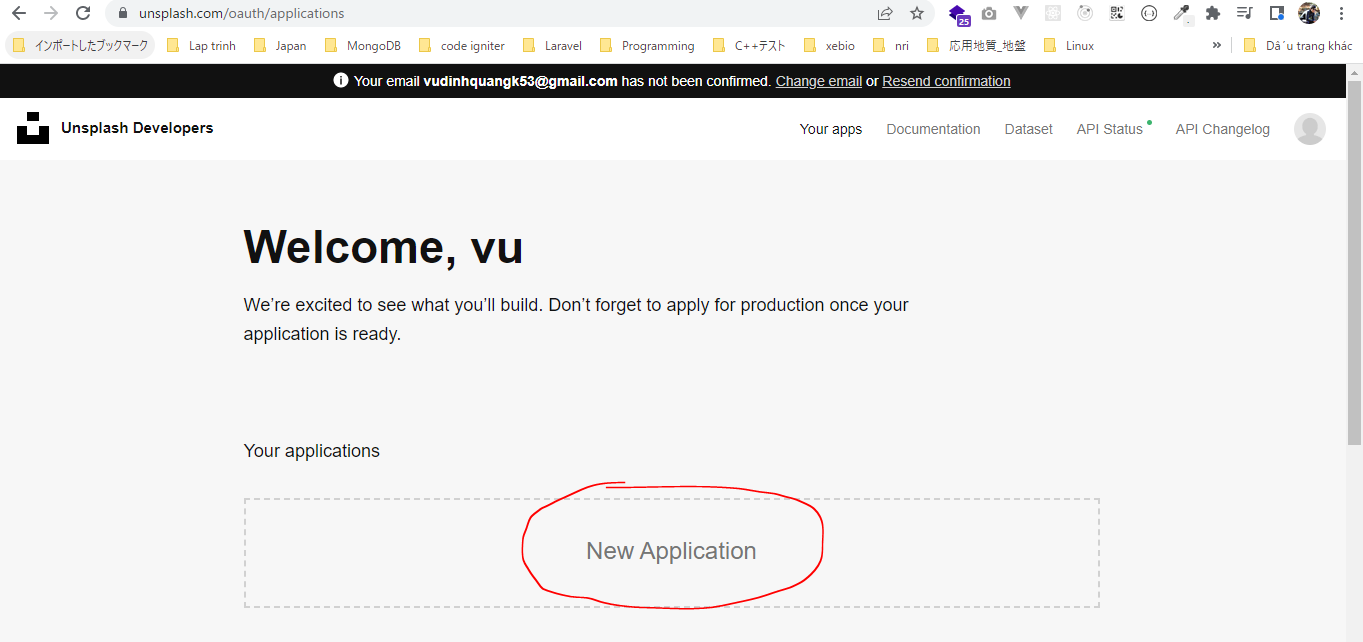 unsplash.com/oauth/applications
25
インポートしたブックマーク Lap trinh Japan MongoDB code igniter Laravel Programming C++テスト xebio nri 応用地質_地盤 Linux » Dấu trang khác
Your email vudinhquangk53@gmail.com has not been confirmed. Change email or Resend confirmation
Unsplash Developers Your apps Documentation Dataset API Status API Changelog
Welcome, vu
We’re excited to see what you’ll build. Don’t forget to apply for production once your
application is ready.
Your applications
New Application